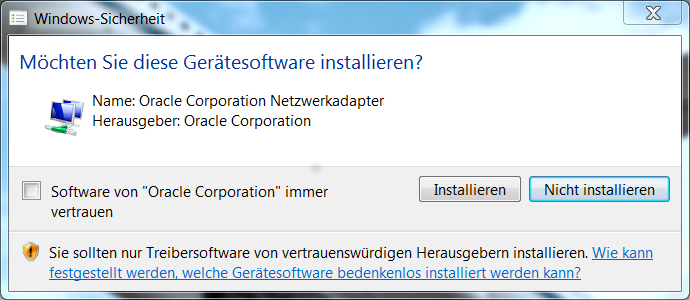 Windows-Sicherheit
Möchten Sie diese Gerätesoftware installieren?
Name: Oracle Corporation Netzwerkadapter
Herausgeber: Oracle Corporation
Software von "Oracle Corporation" immer
vertrauen
Installieren
Nicht installieren
Sie sollten nur Treibersoftware von vertrauenswürdigen Herausgebern installieren. Wie kann
festgestellt werden, welche Gerätesoftware bedenkenlos installiert werden kann?